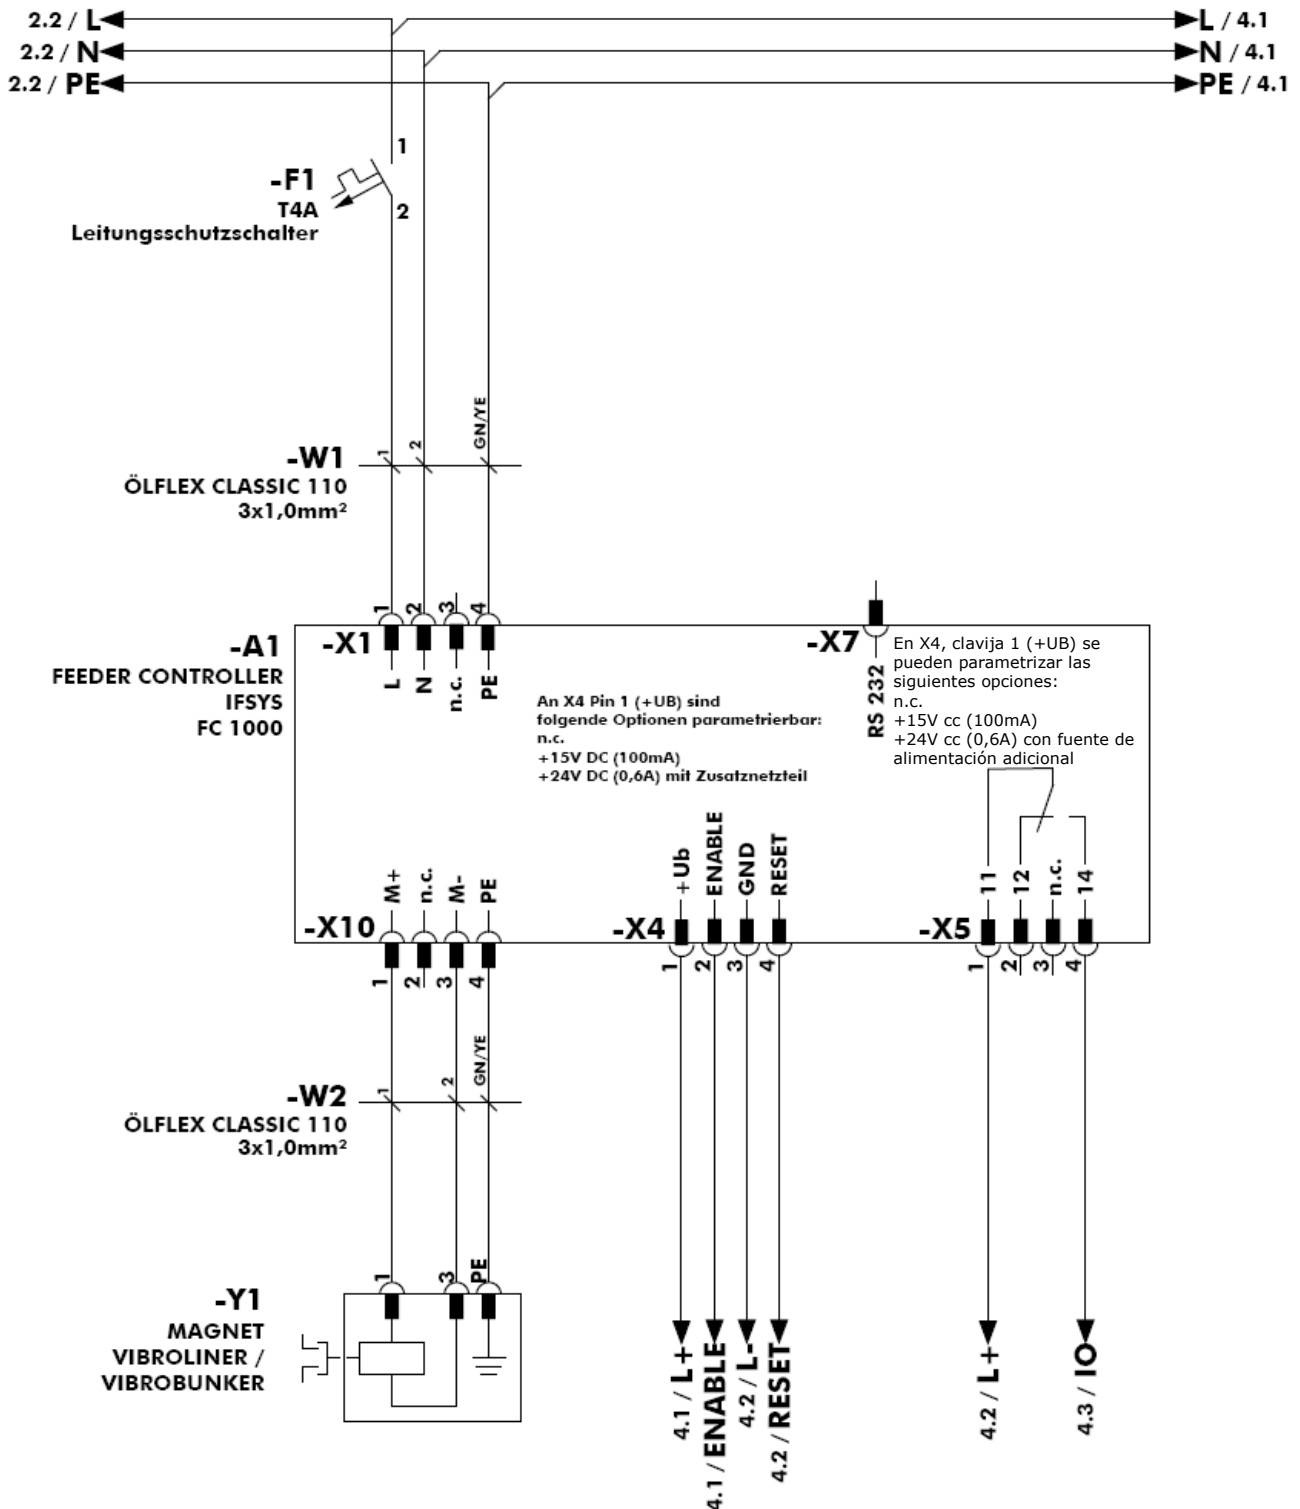 2.2 / L
L / 4.1
2.2 / N
N / 4.1
2.2 / PE
PE / 4.1
1
-F1
T4A
2
Leitungsschutzschalter
1
2
GN/YE
-W1
ÖLFLEX CLASSIC 110
3x1,0mm²
1
2
3
4
-A1
FEEDER CONTROLLER
IFSYS
FC 1000
-X1
L
N
n.c.
PE
-X7
RS 232
An X4 Pin 1 (+UB) sind
folgende Optionen parametrierbar:
n.c.
+15V DC (100mA)
+24V DC (0,6A) mit Zusatznetzteil
En X4, clavija 1 (+UB) se
pueden parametrizar las
siguientes opciones:
n.c.
+15V cc (100mA)
+24V cc (0,6A) con fuente de
alimentación adicional
M+
n.c.
M-
PE
+Ub
ENABLE
GND
RESET
11
12
n.c.
14
-X10
-X4
-X5
1
2
3
4
1
2
3
4
1
2
3
4
1
2
GN/YE
-W2
ÖLFLEX CLASSIC 110
3x1,0mm²
1
3
PE
-Y1
MAGNET
VIBROLINER /
VIBROBUNKER
4.1 / L+
4.1 / ENABLE
4.2 / L-
4.2 / RESET
4.2 / L+
4.3 / IO